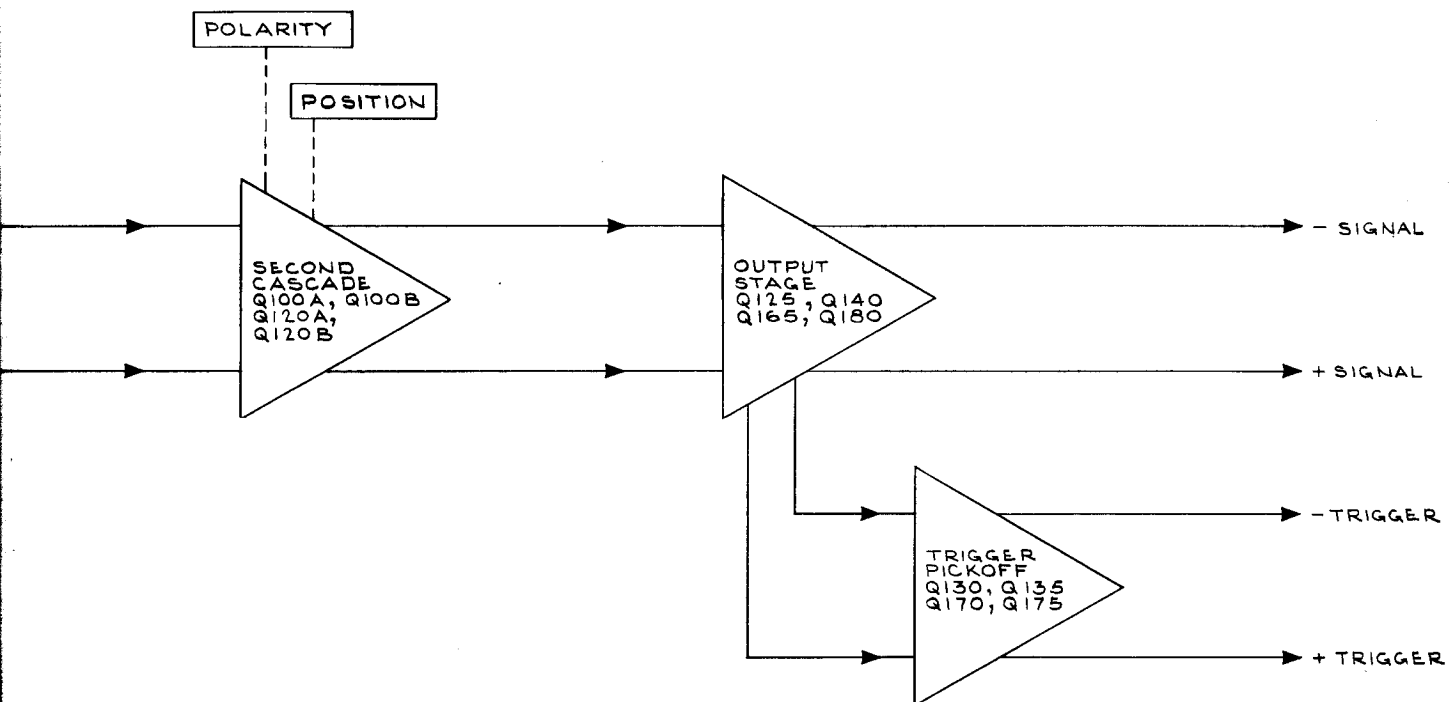 POLARITY
POSITION
SECOND
CASCADE
Q100A, Q100B
Q120A,
Q120B
OUTPUT
STAGE
Q125, Q140
Q165, Q180
- SIGNAL
+ SIGNAL
TRIGGER
PICKOFF
Q130, Q135
Q170, Q175
- TRIGGER
+ TRIGGER